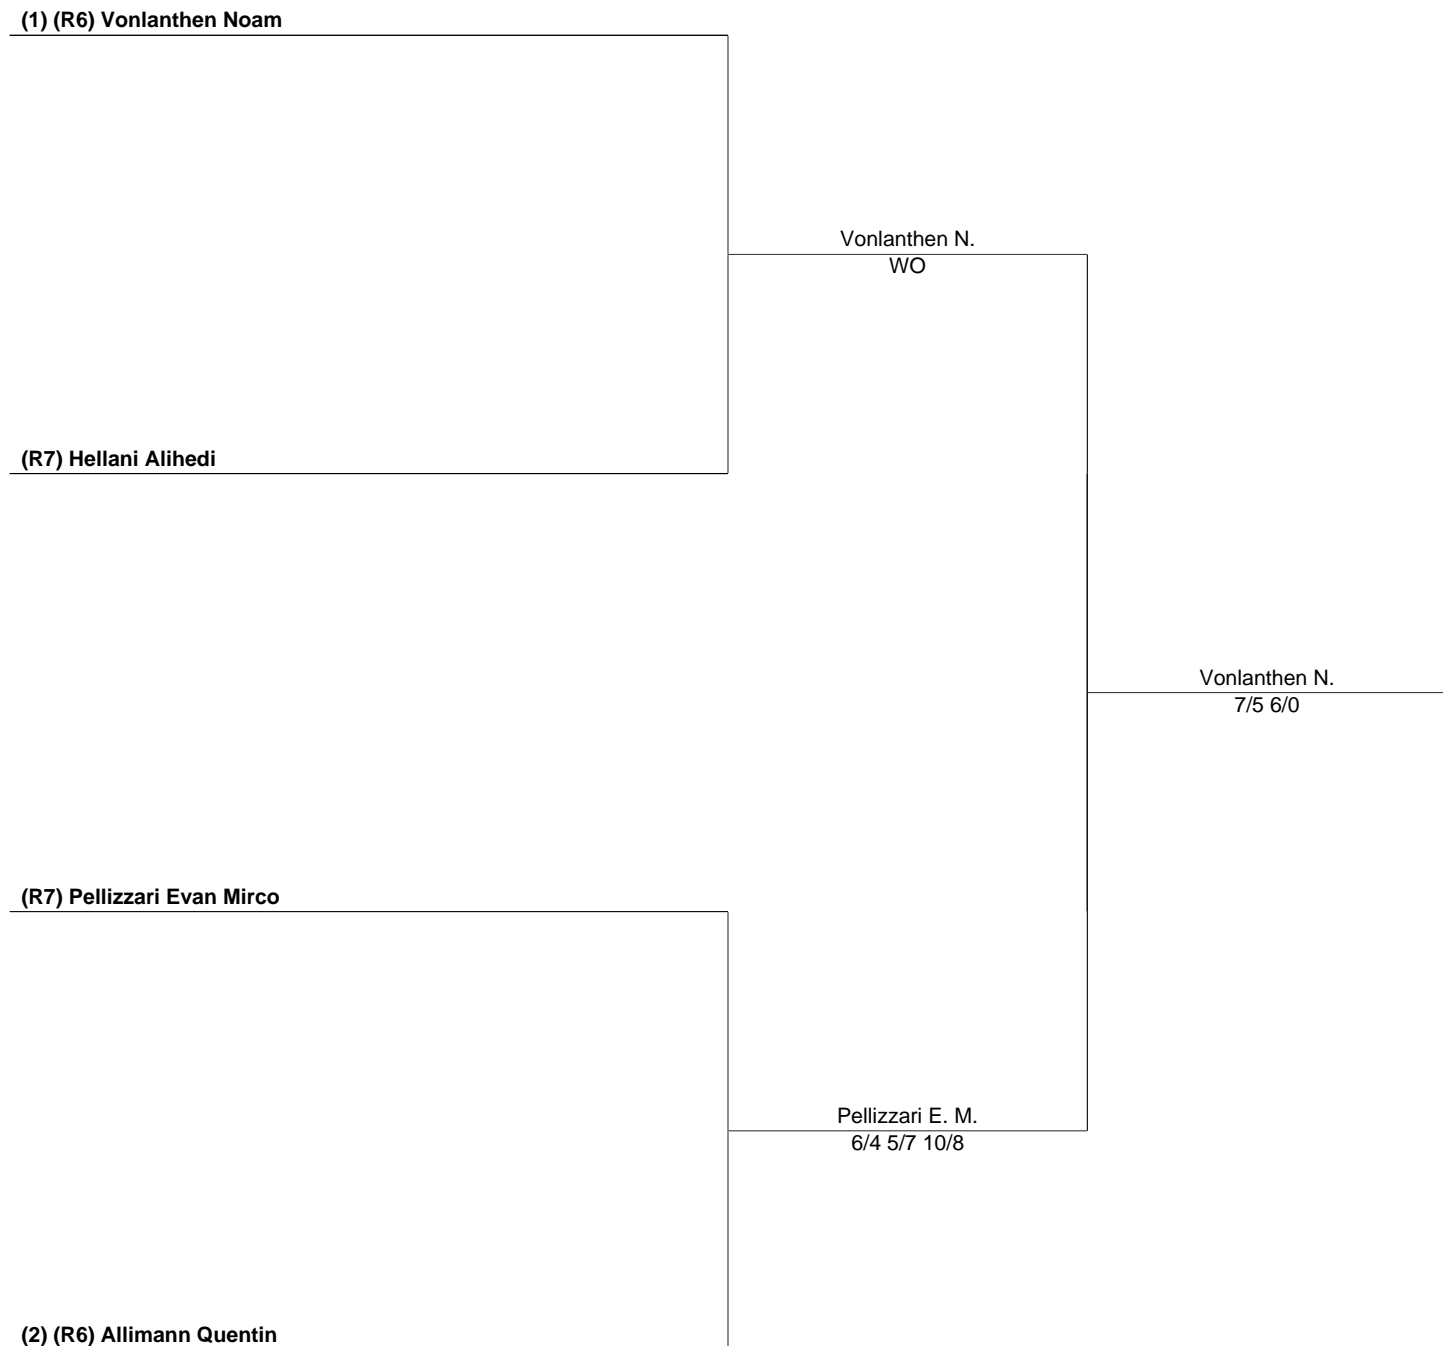 (1) (R6) Vonlanthen Noam
Vonlanthen N.
WO
(R7) Hellani Alihedi
Vonlanthen N.
7/5 6/0
(R7) Pellizzari Evan Mirco
Pellizzari E. M.
6/4 5/7 10/8
(2) (R6) Allimann Quentin